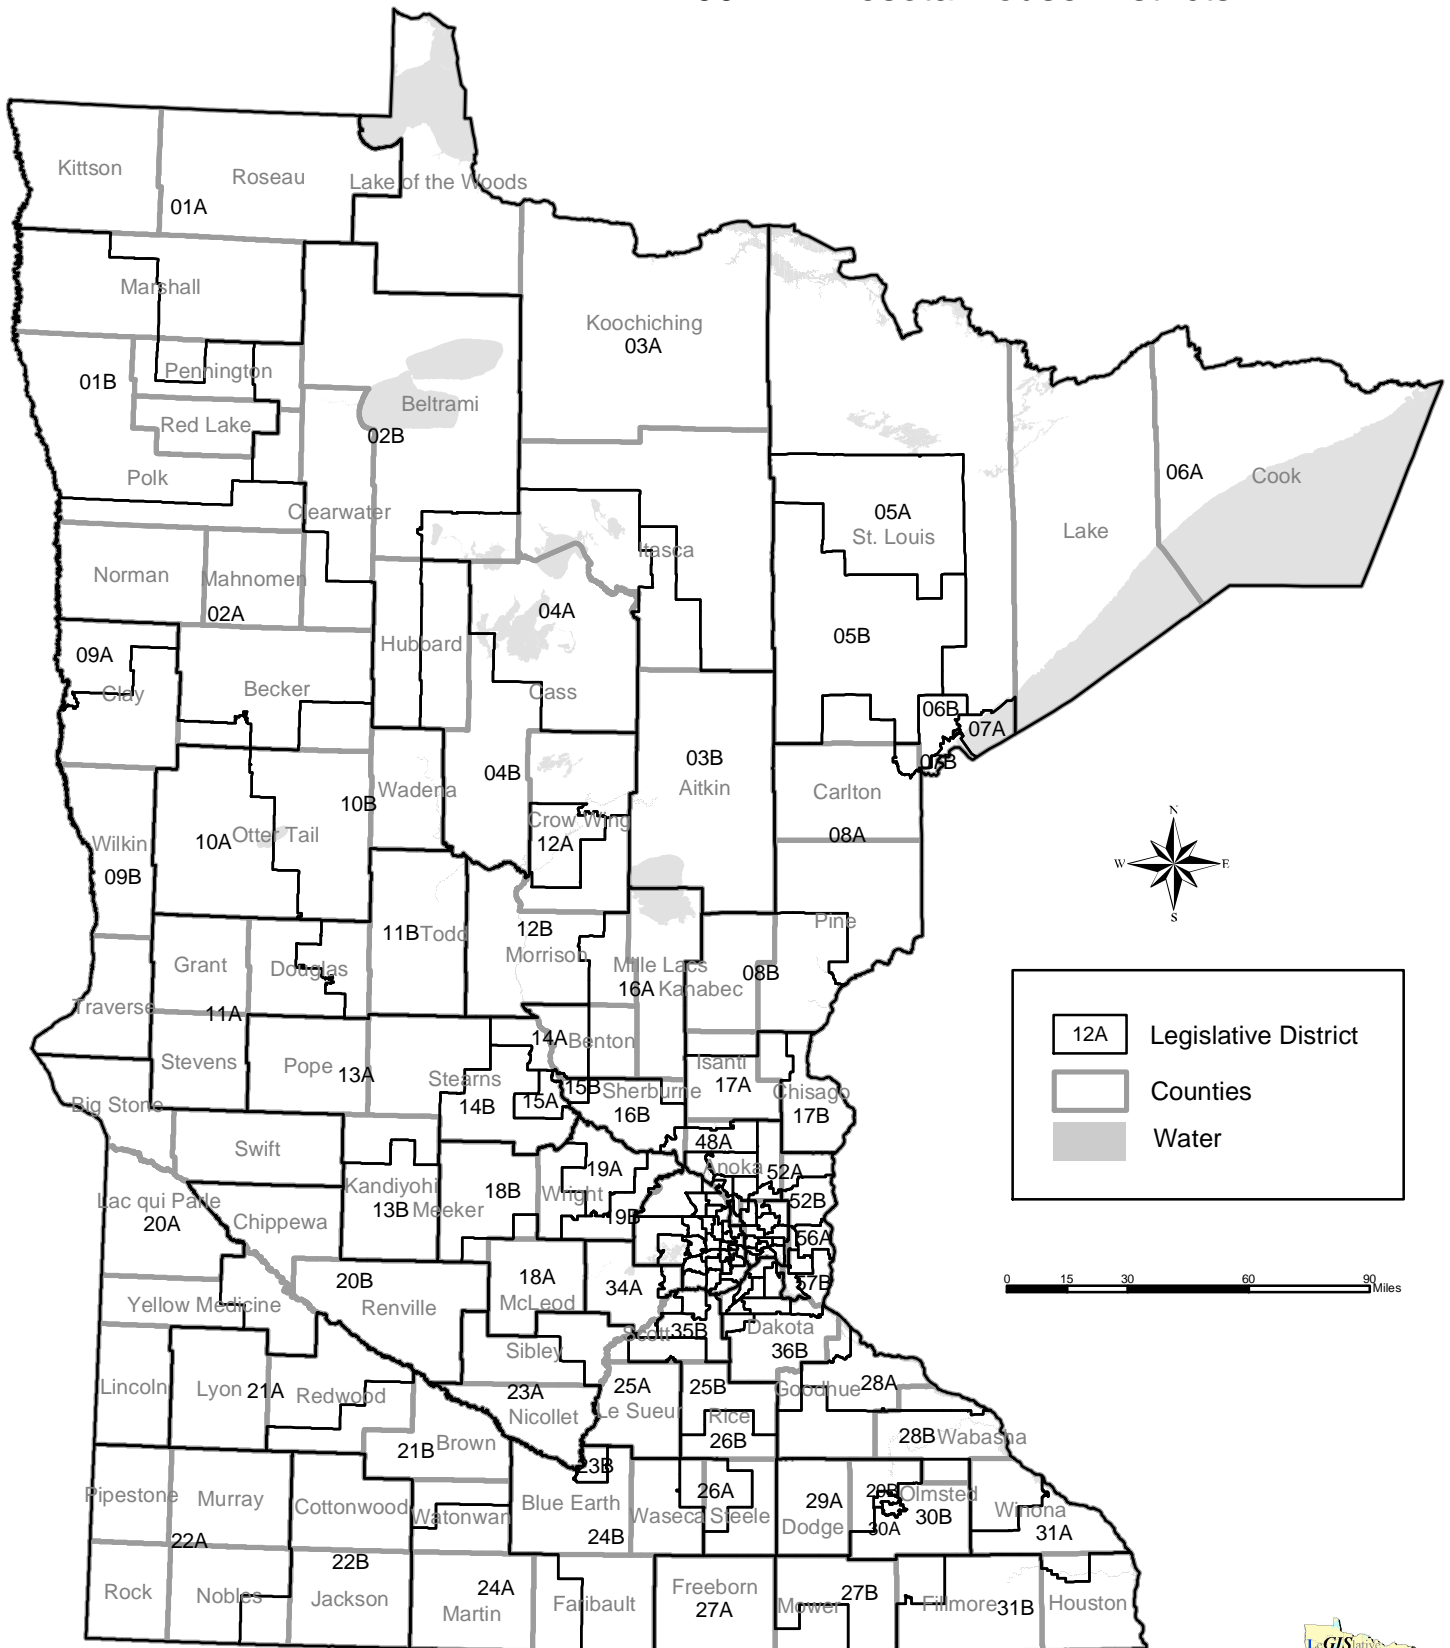 Kittson
Roseau
Lake of the Woods
01A
Marshall
Koochiching
03A
Pennington
01B
Beltrami
Red Lake
02B
Polk
06A
Cook
Clearwater
05A
St. Louis
Lake
Itasca
Norman
Mahnomen
02A
04A
05B
Hubbard
09A
Clay
Becker
Cass
06B
07A
07B
03B
Aitkin
04B
Wadena
Carlton
10B
Crow Wing
12A
08A
Wilkin
10A
Otter Tail
09B
N
W
E
S
Pine
11B
Todd
12B
Morrison
Grant
Douglas
Mille Lacs
08B
16A
Kanabec
Traverse
11A
12A
Legislative District
14A
Benton
Stevens
Pope
13A
Stearns
Isanti
17A
Counties
15B
Sherburne
Chisago
Big Stone
14B
15A
16B
17B
Water
Swift
48A
Anoka
52A
19A
Kandiyohi
18B
Wright
Lac qui Parle
13B
Meeker
52B
20A
Chippewa
19B
56A
20B
18A
34A
57B
0
15
30
60
90
Miles
Yellow Medicine
Renville
McLeod
Scott
35B
Dakota
36B
Sibley
Lincoln
Lyon
21A
Redwood
23A
25A
25B
Goodhue
28A
Nicollet
Le Sueur
Rice
26B
21B
Brown
28B
Wabasha
23B
Pipestone
Murray
Cottonwood
Watonwan
Blue Earth
26A
29A
29B
Olmsted
Waseca
Steele
Dodge
30A
30B
Winona
24B
31A
22A
22B
Rock
Nobles
Jackson
24A
Martin
Faribault
Freeborn
27A
Mower
27B
Fillmore
31B
Houston
LeGISlative